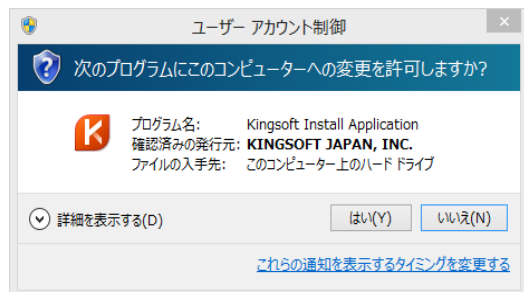 ユーザー アカウント制御
次のプログラムにこのコンピューターへの変更を許可しますか?
プログラム名: Kingsoft Install Application
確認済みの発行元: KINGSOFT JAPAN, INC.
ファイルの入手先: このコンピューター上のハード ドライブ
詳細を表示する(D) はい(Y) いいえ(N)
これらの通知を表示するタイミングを変更する